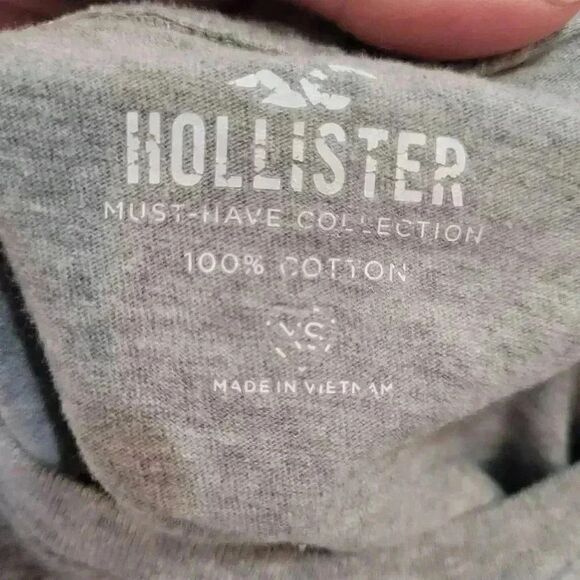 HOLLISTER
MUST-HAVE COLLECTION
100% COTTON
MADE IN VIETNAM